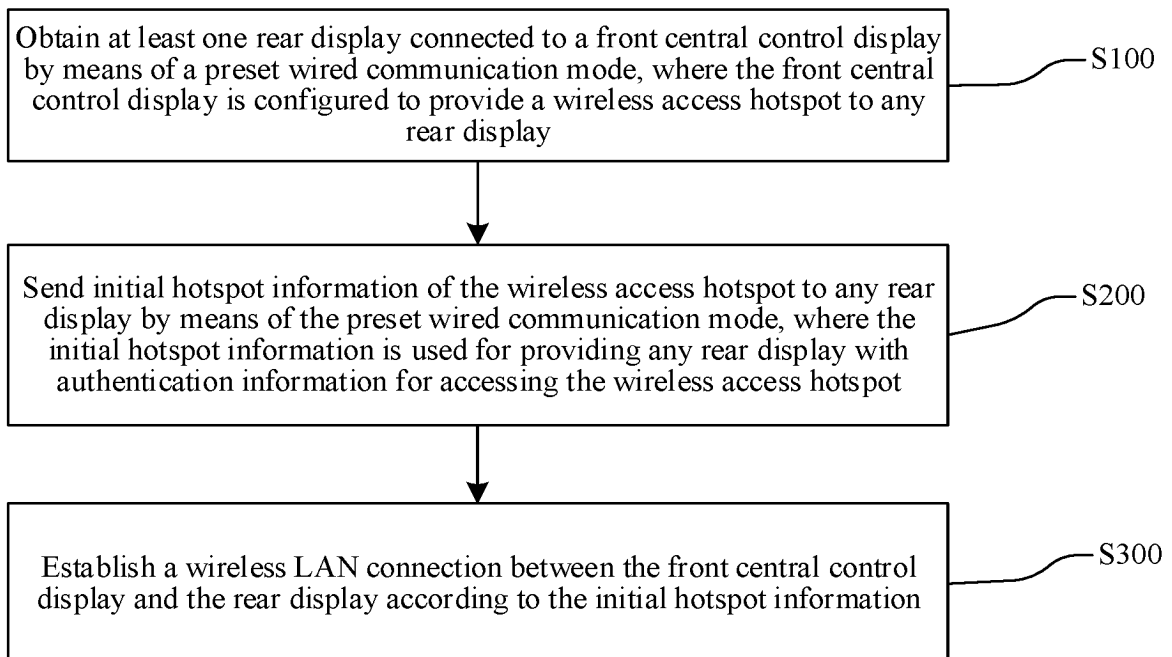 Obtain at least one rear display connected to a front central control display
by means of a preset wired communication mode, where the front central
control display is configured to provide a wireless access hotspot to any
rear display
S100
Send initial hotspot information of the wireless access hotspot to any rear
display by means of the preset wired communication mode, where the
initial hotspot information is used for providing any rear display with
authentication information for accessing the wireless access hotspot
S200
Establish a wireless LAN connection between the front central control
display and the rear display according to the initial hotspot information
S300